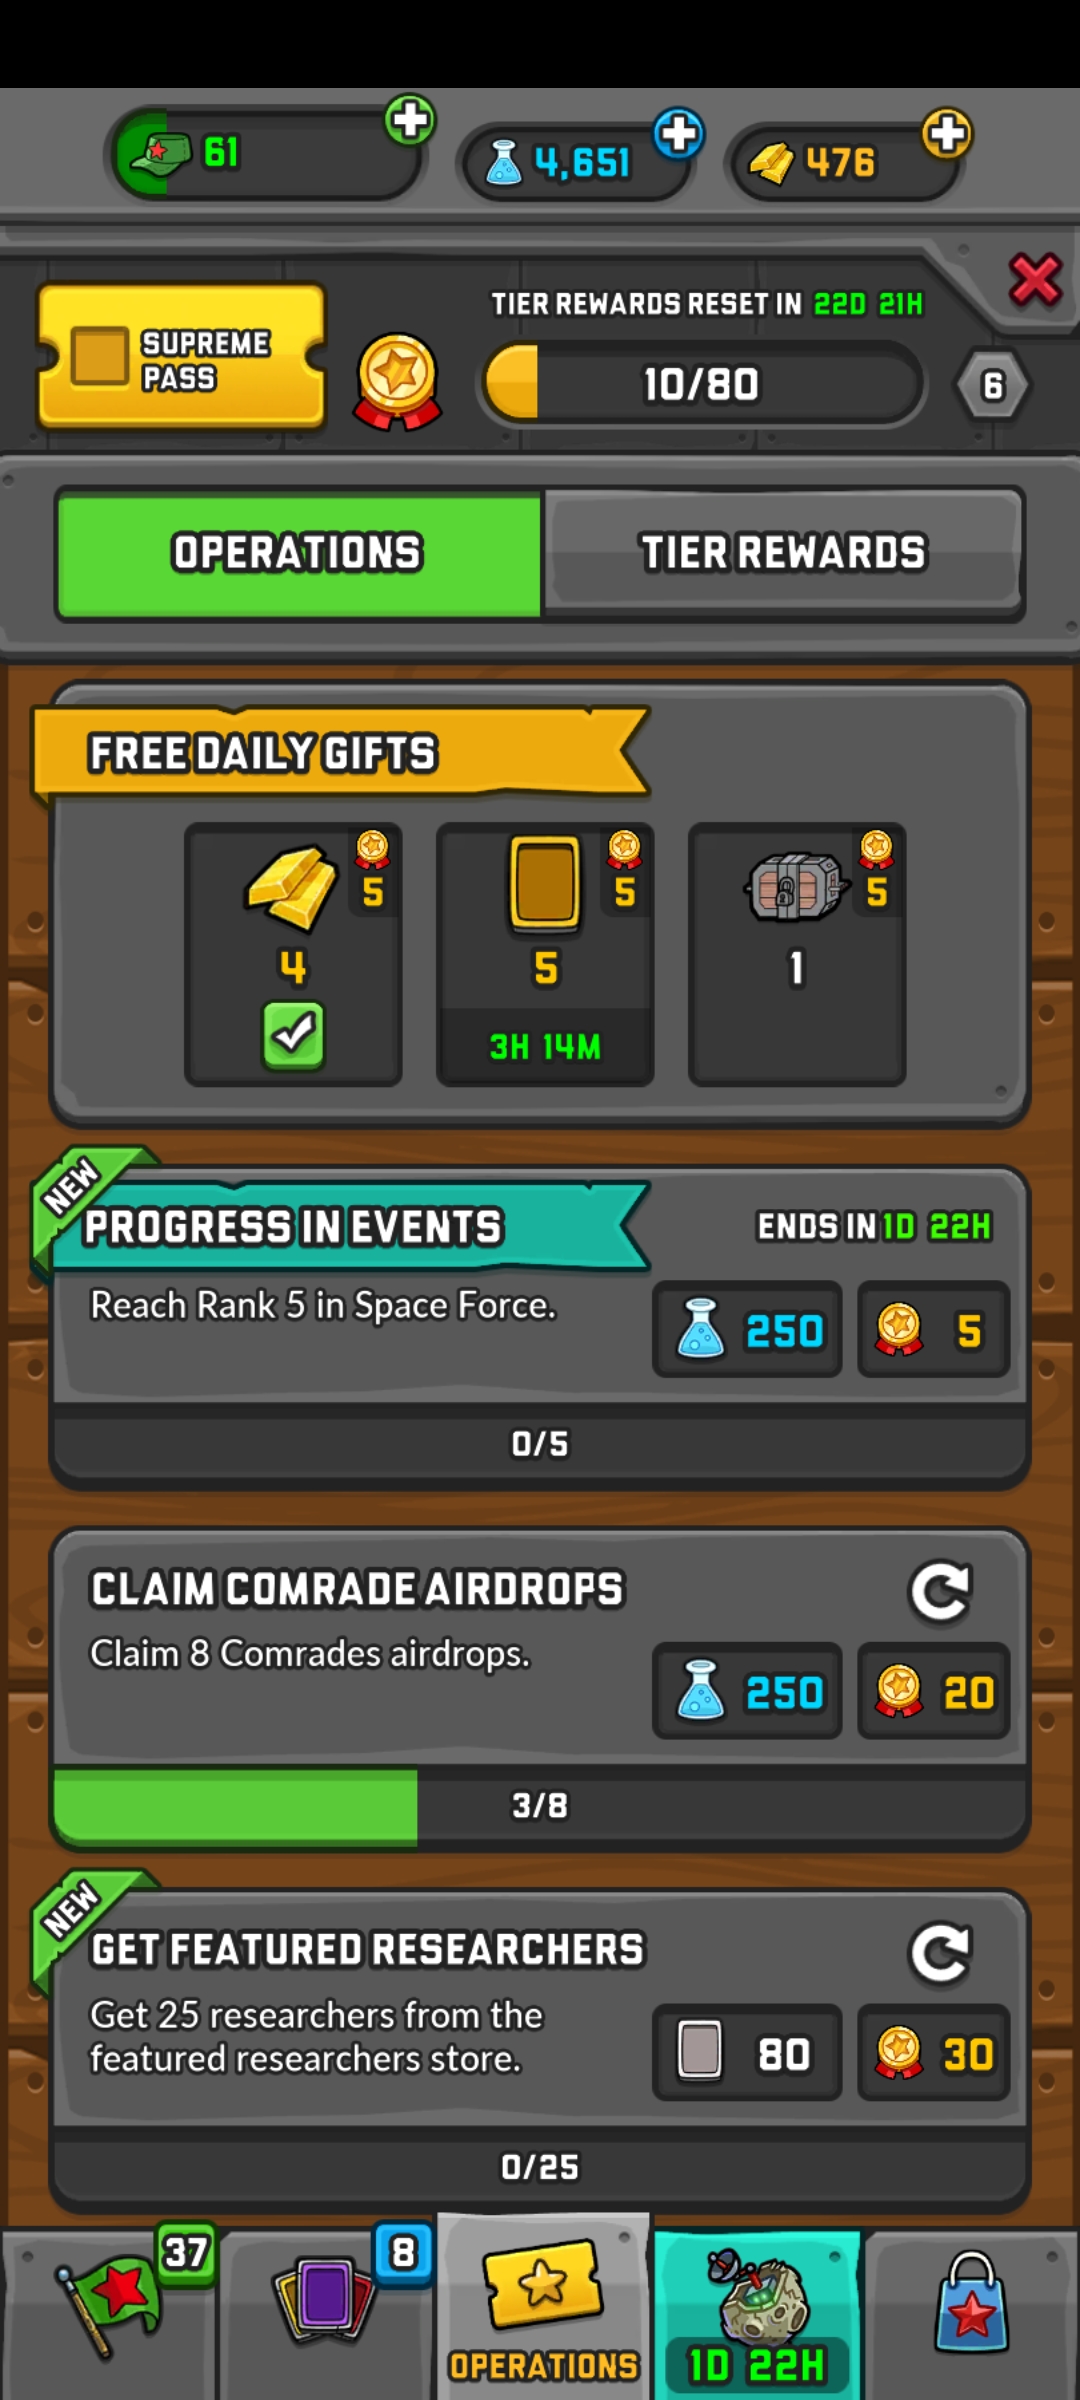 61
4,651
476
TIER REWARDS RESET IN 22D 21H
SUPREME
PASS
10/80
6
OPERATIONS
TIER REWARDS
FREE DAILY GIFTS
5
5
5
4
5
1
3H 14M
NEW
PROGRESS IN EVENTS
ENDS IN 1D 22H
Reach Rank 5 in Space Force.
250
5
0/5
CLAIM COMRADE AIRDROPS
Claim 8 Comrades airdrops.
250
20
3/8
NEW
GET FEATURED RESEARCHERS
Get 25 researchers from the
featured researchers store.
80
30
0/25
37
8
OPERATIONS
1D 22H